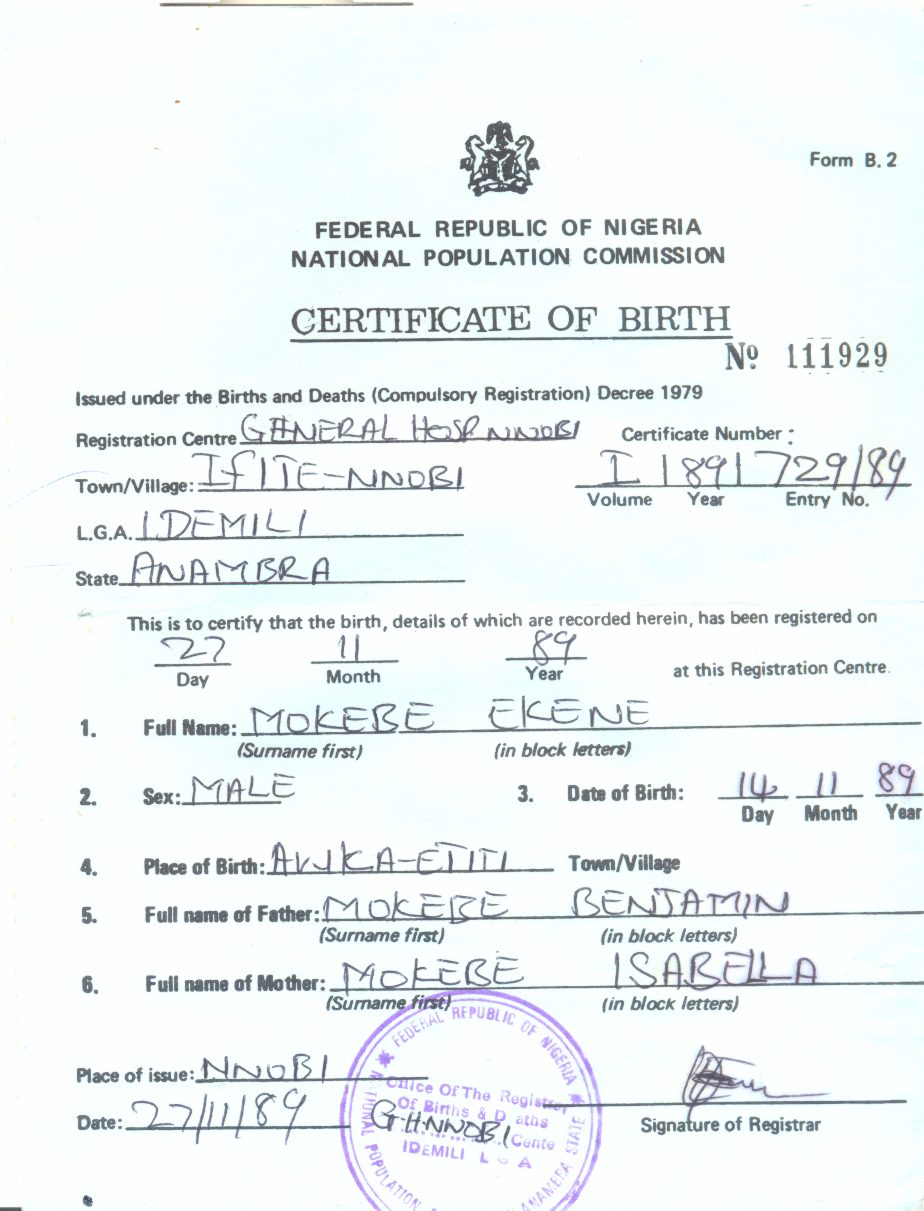 Form B. 2
FEDERAL REPUBLIC OF NIGERIA
NATIONAL POPULATION COMMISSION
CERTIFICATE OF BIRTH
Nº 111929
Issued under the Births and Deaths (Compulsory Registration) Decree 1979
Registration Centre GENERAL HOSP NNOBI Certificate Number :
Town/Village: IFITE-NNOBI I 89 729/89
Volume Year Entry No.
L.G.A. IDEMILI
State ANAMBRA
This is to certify that the birth, details of which are recorded herein, has been registered on
27 11 89
Day Month Year at this Registration Centre.
1. Full Name: MOKEBE EKENE
(Surname first) (in block letters)
2. Sex: MALE 3. Date of Birth: 14 11 89
Day Month Year
4. Place of Birth: AWKA-ETITI Town/Village
5. Full name of Father: MOKEBE BENJAMIN
(Surname first) (in block letters)
6. Full name of Mother: MOKEBE ISABELLA
(Surname first) (in block letters)
Place of issue: NNOBI
Date: 27/11/89
Signature of Registrar
FEDERAL REPUBLIC OF NIGERIA
NATIONAL POPULATION
ANAMBRA STATE
Office Of The Registrar
Of Births & D aths
G.H. NNOBI Cente
IDEMILI L G A